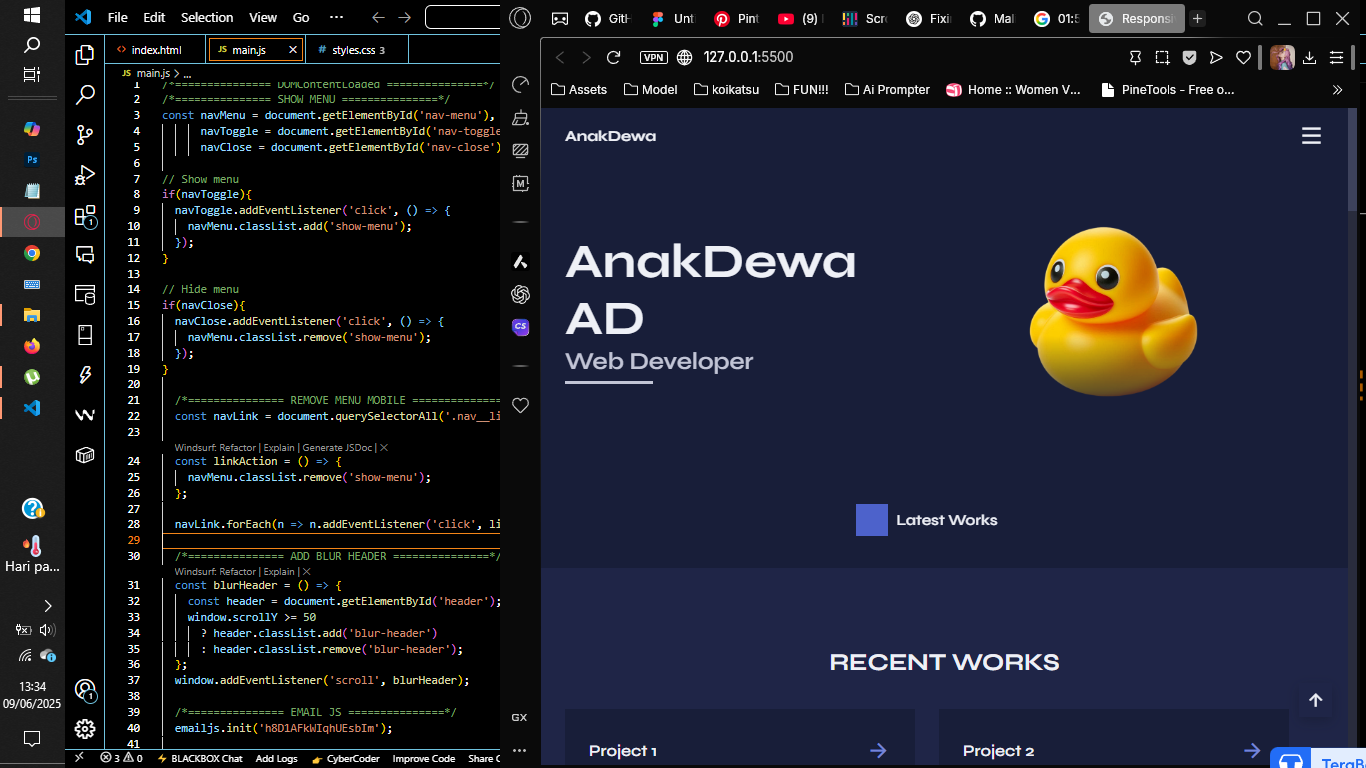 File Edit Selection View Go ···
index.html
main.js
styles.css 3
JS main.js > ...
1 /*=============== DOMContentLoaded ===============*/
2 /*=============== SHOW MENU ===============*/
3 const navMenu = document.getElementById('nav-menu'),
4 navToggle = document.getElementById('nav-toggle
5 navClose = document.getElementById('nav-close')
6
7 // Show menu
8 if(navToggle){
9 navToggle.addEventListener('click', () => {
10 navMenu.classList.add('show-menu');
11 });
12 }
13
14 // Hide menu
15 if(navClose){
16 navClose.addEventListener('click', () => {
17 navMenu.classList.remove('show-menu');
18 });
19 }
20
21 /*=============== REMOVE MENU MOBILE ==============
22 const navLink = document.querySelectorAll('.nav__li
23
Windsurf: Refactor | Explain | Generate JSDoc | ×
24 const linkAction = () => {
25 navMenu.classList.remove('show-menu');
26 };
27
28 navLink.forEach(n => n.addEventListener('click', li
29
30 /*=============== ADD BLUR HEADER ===============*/
Windsurf: Refactor | Explain | ×
31 const blurHeader = () => {
32 const header = document.getElementById('header');
33 window.scrollY >= 50
34 ? header.classList.add('blur-header')
35 : header.classList.remove('blur-header');
36 };
37 window.addEventListener('scroll', blurHeader);
38
39 /*=============== EMAIL JS ===============*/
40 emailjs.init('h8D1AFkWIqhUEsbIm');
41
3 0 BLACKBOX Chat Add Logs CyberCoder Improve Code Share C
Hari pa...
13:34
09/06/2025
GitH
Unti
Pint
(9)
Scr
Fixi
Mal
01:5
Responsi
VPN 127.0.0.1:5500
Assets Model koikatsu FUN!!! Ai Prompter Home :: Women V... PineTools - Free o...
GX
AnakDewa
AnakDewa
AD
Web Developer
Latest Works
RECENT WORKS
Project 1
Project 2
TeraB